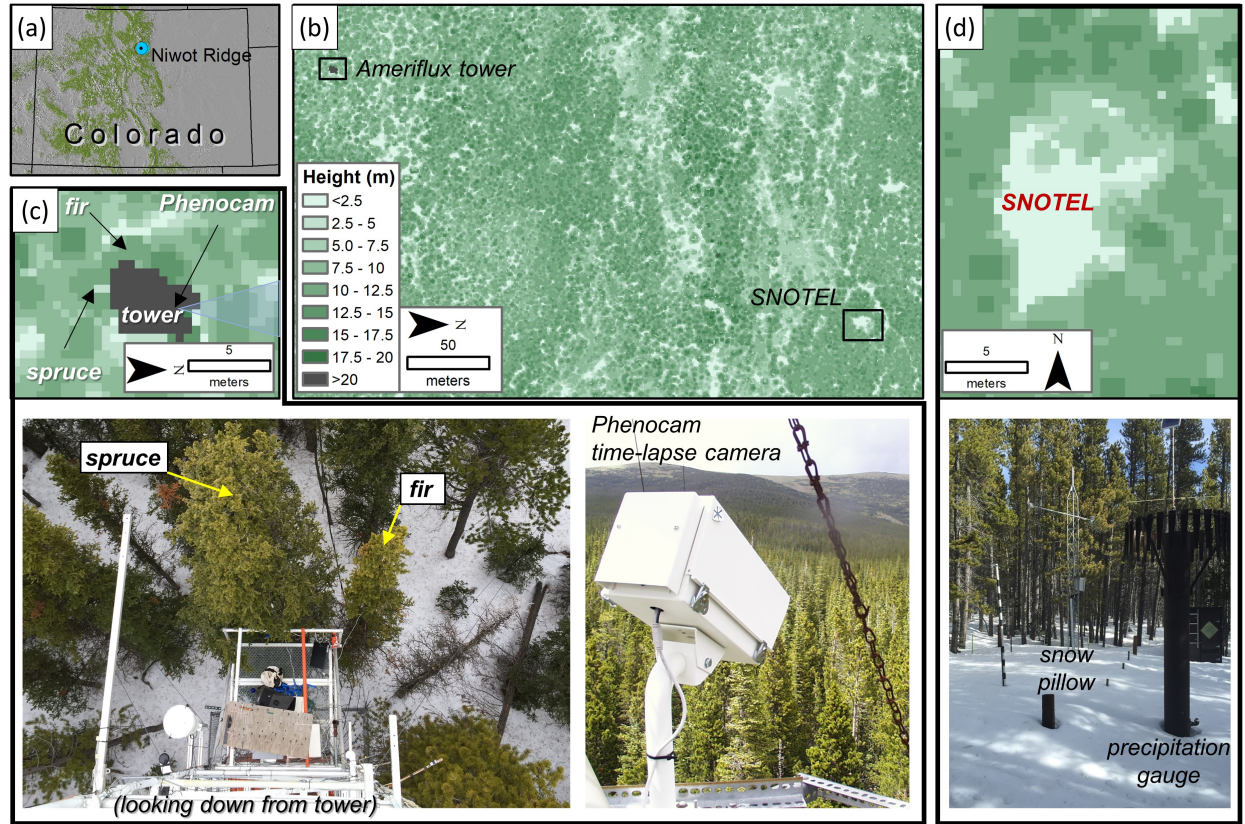 (a)
Niwot Ridge
Colorado
(b)
Ameriflux tower
Height (m)
<2.5
2.5 - 5
5.0 - 7.5
7.5 - 10
10 - 12.5
12.5 - 15
15 - 17.5
17.5 - 20
>20
N
50
meters
SNOTEL
(c)
fir
Phenocam
tower
spruce
5
N
meters
(d)
SNOTEL
5
meters
N
spruce
fir
(looking down from tower)
Phenocam
time-lapse camera
snow
pillow
precipitation
gauge